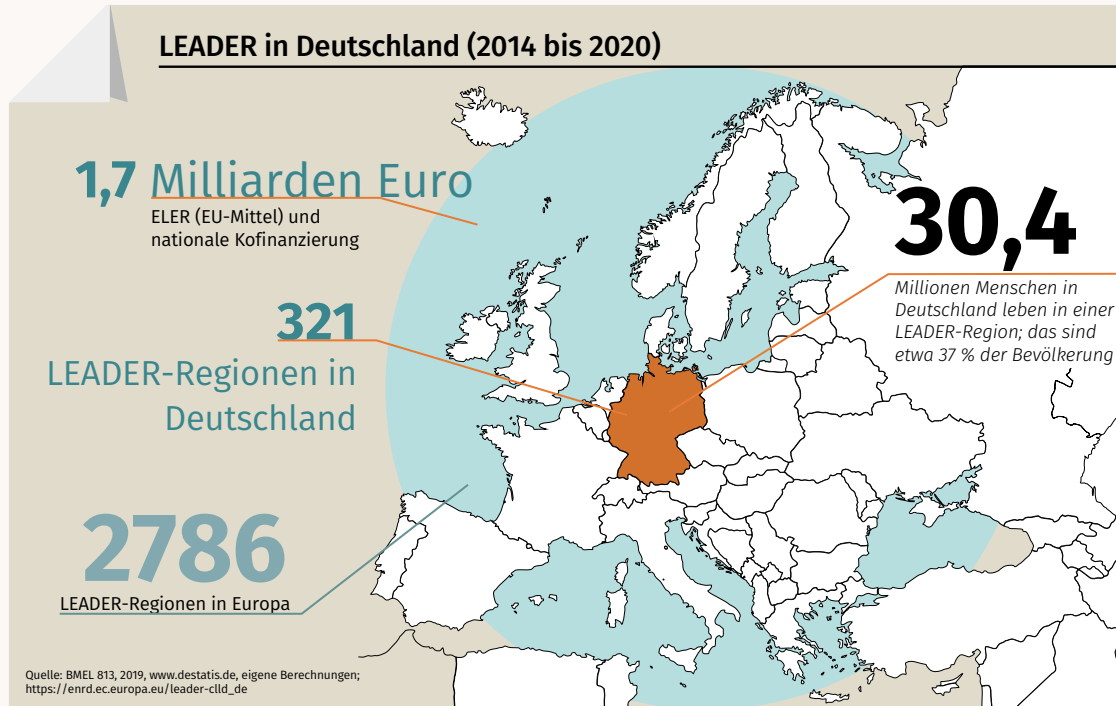 LEADER in Deutschland (2014 bis 2020)
1,7 Milliarden Euro
ELER (EU-Mittel) und
nationale Kofinanzierung
30,4
Millionen Menschen in
Deutschland leben in einer
LEADER-Region; das sind
etwa 37 % der Bevölkerung
321
LEADER-Regionen in
Deutschland
2786
LEADER-Regionen in Europa
Quelle: BMEL 813, 2019, www.destatis.de, eigene Berechnungen;
https://enrd.ec.europa.eu/leader-clld_de